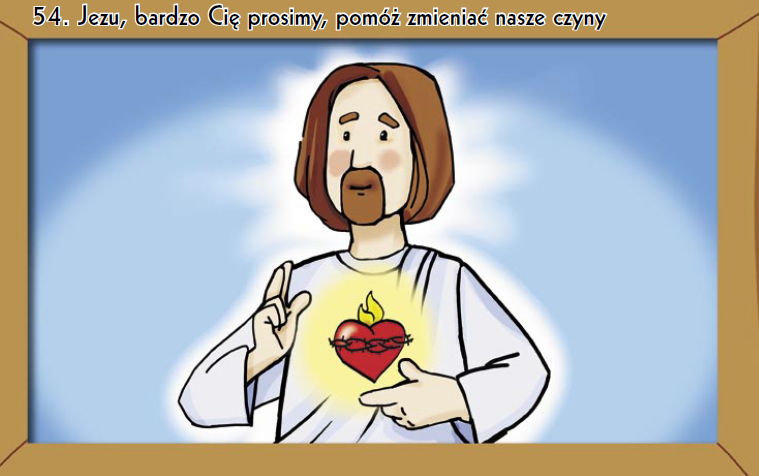 54. Jezu, bardzo Cię prosimy, pomóż zmieniać nasze czyny